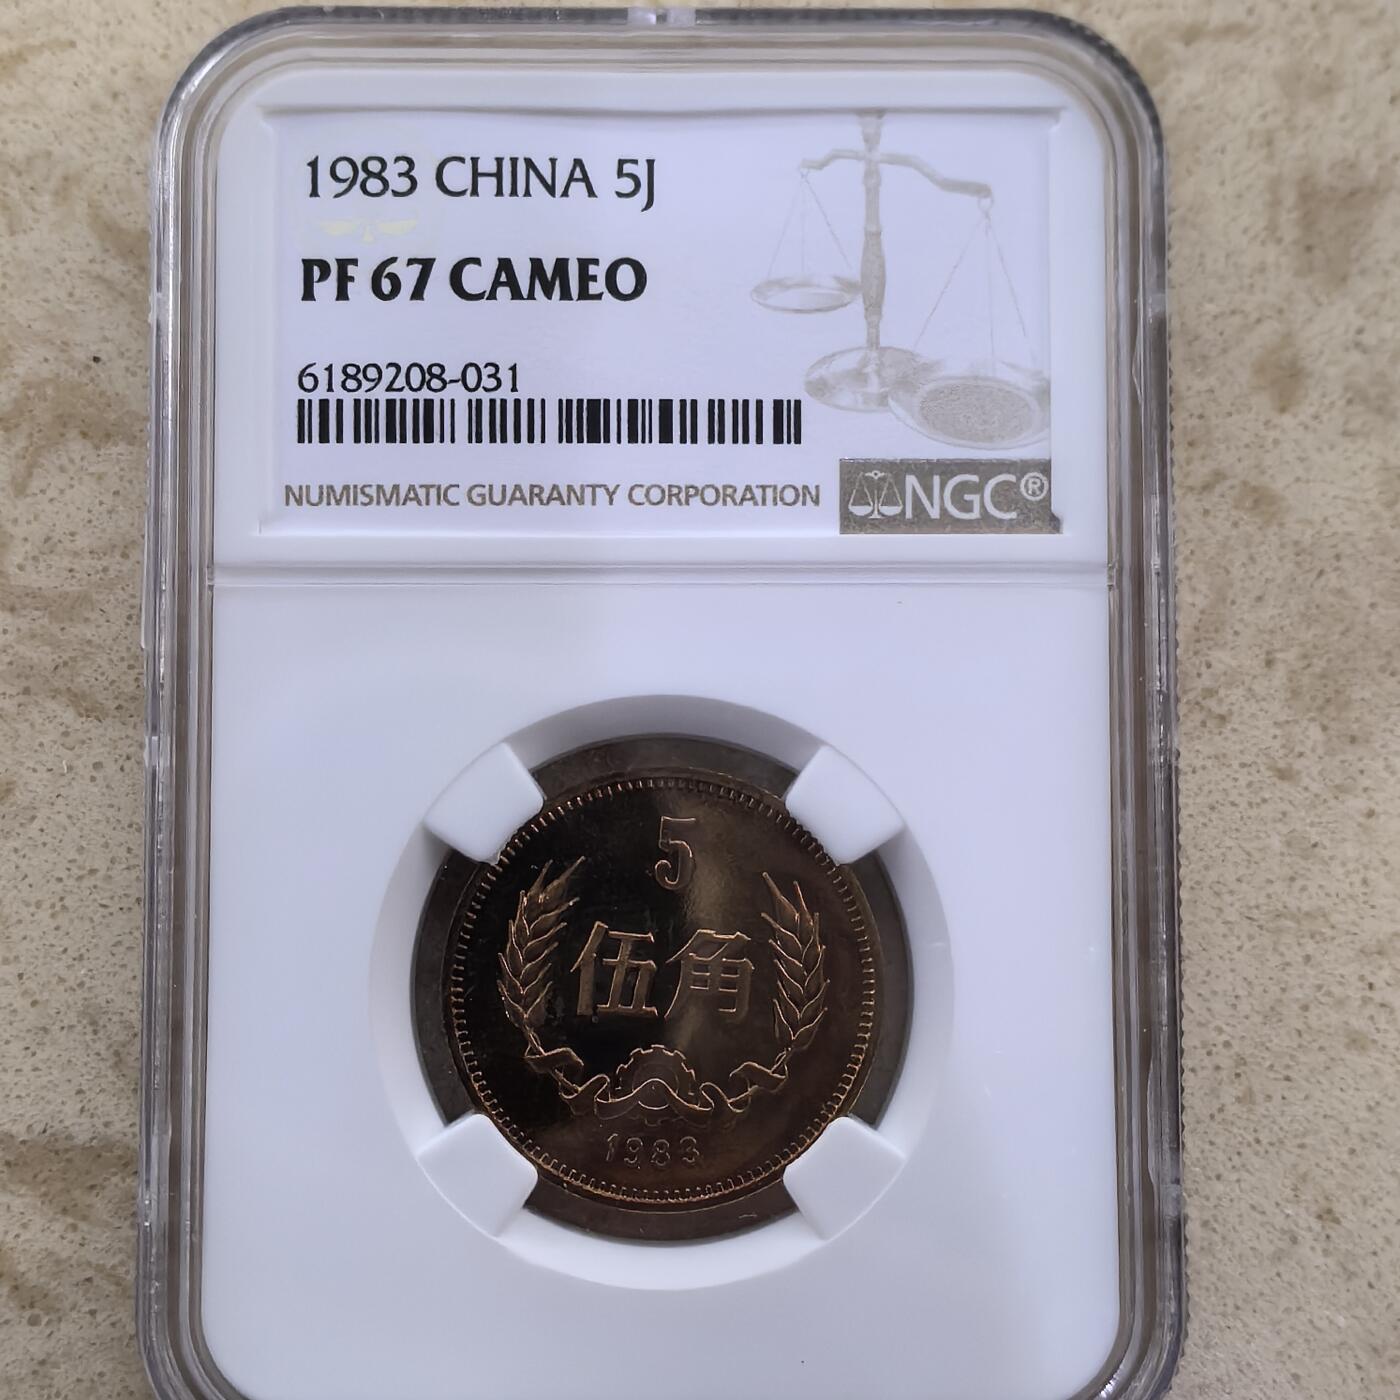 1983 CHINA 5J
PF 67 CAMEO
6189208-031
NUMISMATIC GUARANTY CORPORATION
NGC®
5
伍角
1983